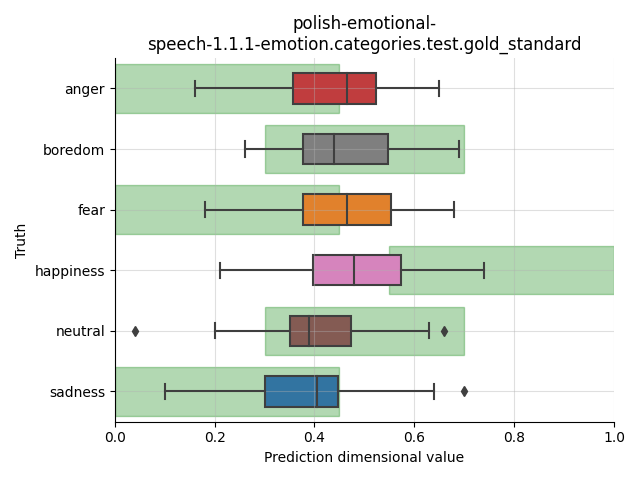 polish-emotional-
speech-1.1.1-emotion.categories.test.gold_standard
anger
boredom
fear
happiness
neutral
sadness
Truth
0.0 0.2 0.4 0.6 0.8 1.0
Prediction dimensional value